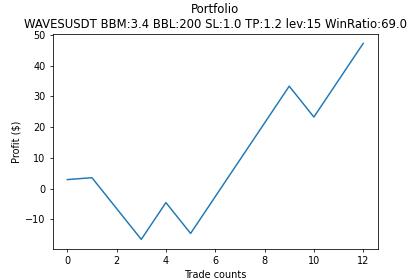 Portfolio
WAVESUSDT BBM:3.4 BBL:200 SL:1.0 TP:1.2 lev:15 WinRatio:69.0
50
40
30
20
10
0
−10
Profit ($)
0 2 4 6 8 10 12
Trade counts